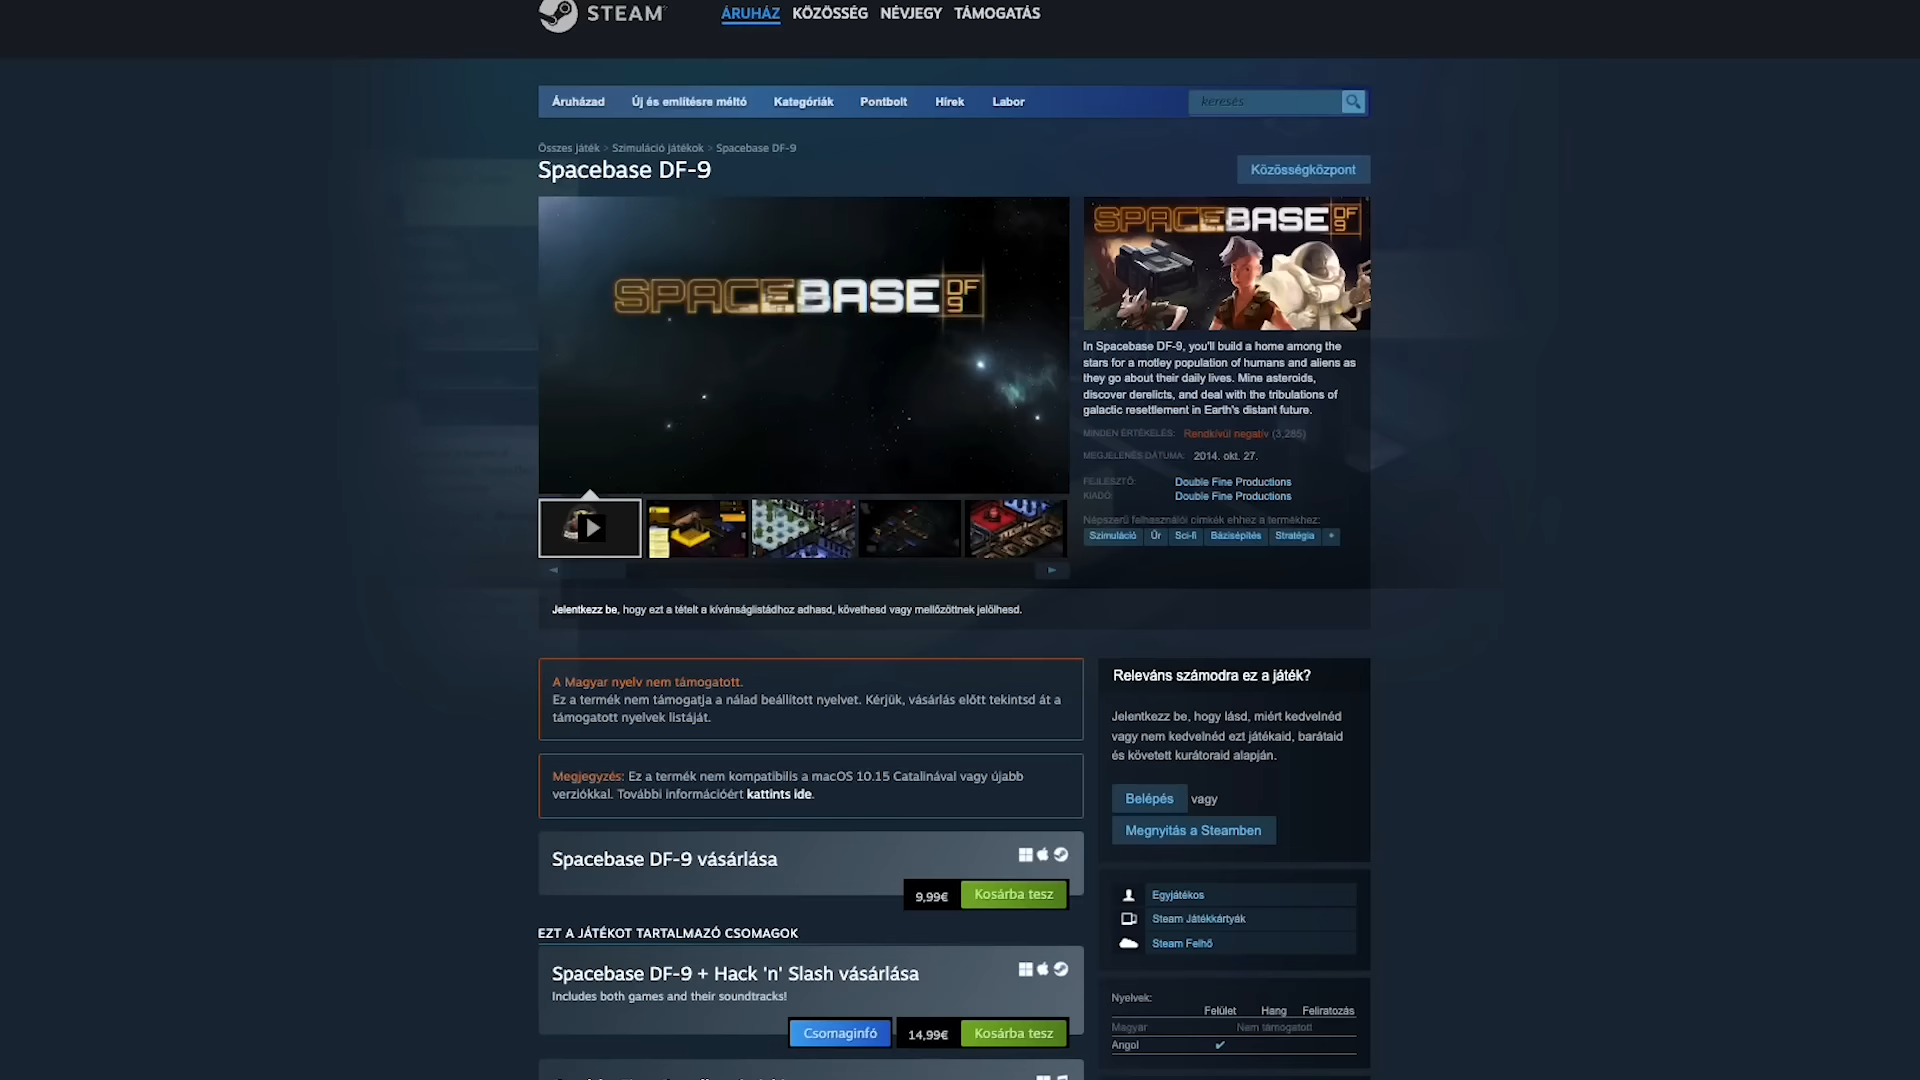 STEAM
ÁRUHÁZ KÖZÖSSÉG NÉVJEGY TÁMOGATÁS
Áruházad Új és említésre méltó Kategóriák Pontbolt Hírek Labor keresés
Összes játék > Szimuláció játékok > Spacebase DF-9
Spacebase DF-9
Közösségközpont
SPACEBASE DF 9
SPACEBASE DF 9
In Spacebase DF-9, you'll build a home among the
stars for a motley population of humans and aliens as
they go about their daily lives. Mine asteroids,
discover derelicts, and deal with the tribulations of
galactic resettlement in Earth's distant future.
MINDEN ÉRTÉKELÉS: Rendkívül negatív (3,285)
MEGJELENÉS DÁTUMA: 2014. okt. 27.
FEJLESZTŐ: Double Fine Productions
KIADÓ: Double Fine Productions
Népszerű felhasználói címkék ehhez a termékhez:
Szimuláció Űr Sci-fi Bázisépítés Stratégia +
Jelentkezz be, hogy ezt a tételt a kívánságlistádhoz adhasd, követhesd vagy mellőzöttnek jelölhesd.
A Magyar nyelv nem támogatott.
Ez a termék nem támogatja a nálad beállított nyelvet. Kérjük, vásárlás előtt tekintsd át a
támogatott nyelvek listáját.
Megjegyzés: Ez a termék nem kompatibilis a macOS 10.15 Catalinával vagy újabb
verziókkal. További információért kattints ide.
Spacebase DF-9 vásárlása
9,99€ Kosárba tesz
EZT A JÁTÉKOT TARTALMAZÓ CSOMAGOK
Spacebase DF-9 + Hack 'n' Slash vásárlása
Includes both games and their soundtracks!
Csomaginfó 14,99€ Kosárba tesz
Releváns számodra ez a játék?
Jelentkezz be, hogy lásd, miért kedvelnéd
vagy nem kedvelnéd ezt játékaid, barátaid
és követett kurátoraid alapján.
Belépés vagy
Megnyitás a Steamben
Egyjátékos
Steam Játékkártyák
Steam Felhő
Nyelvek:
Felület Hang Feliratozás
Magyar Nem támogatott
Angol ✔